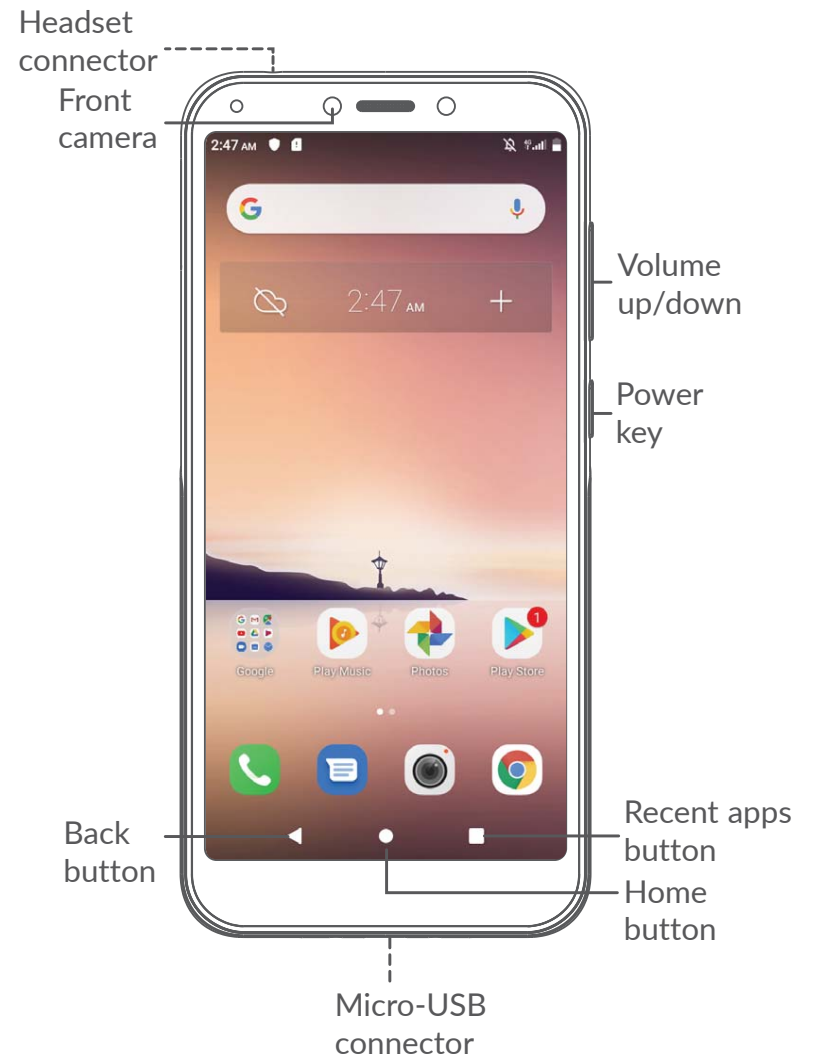 Headset
connector
Front
camera
2:47 AM
4G
Volume
up/down
2:47 AM
Power
key
1
Google
Play Music
Photos
Play Store
Back
button
Recent apps
button
Home
button
Micro-USB
connector